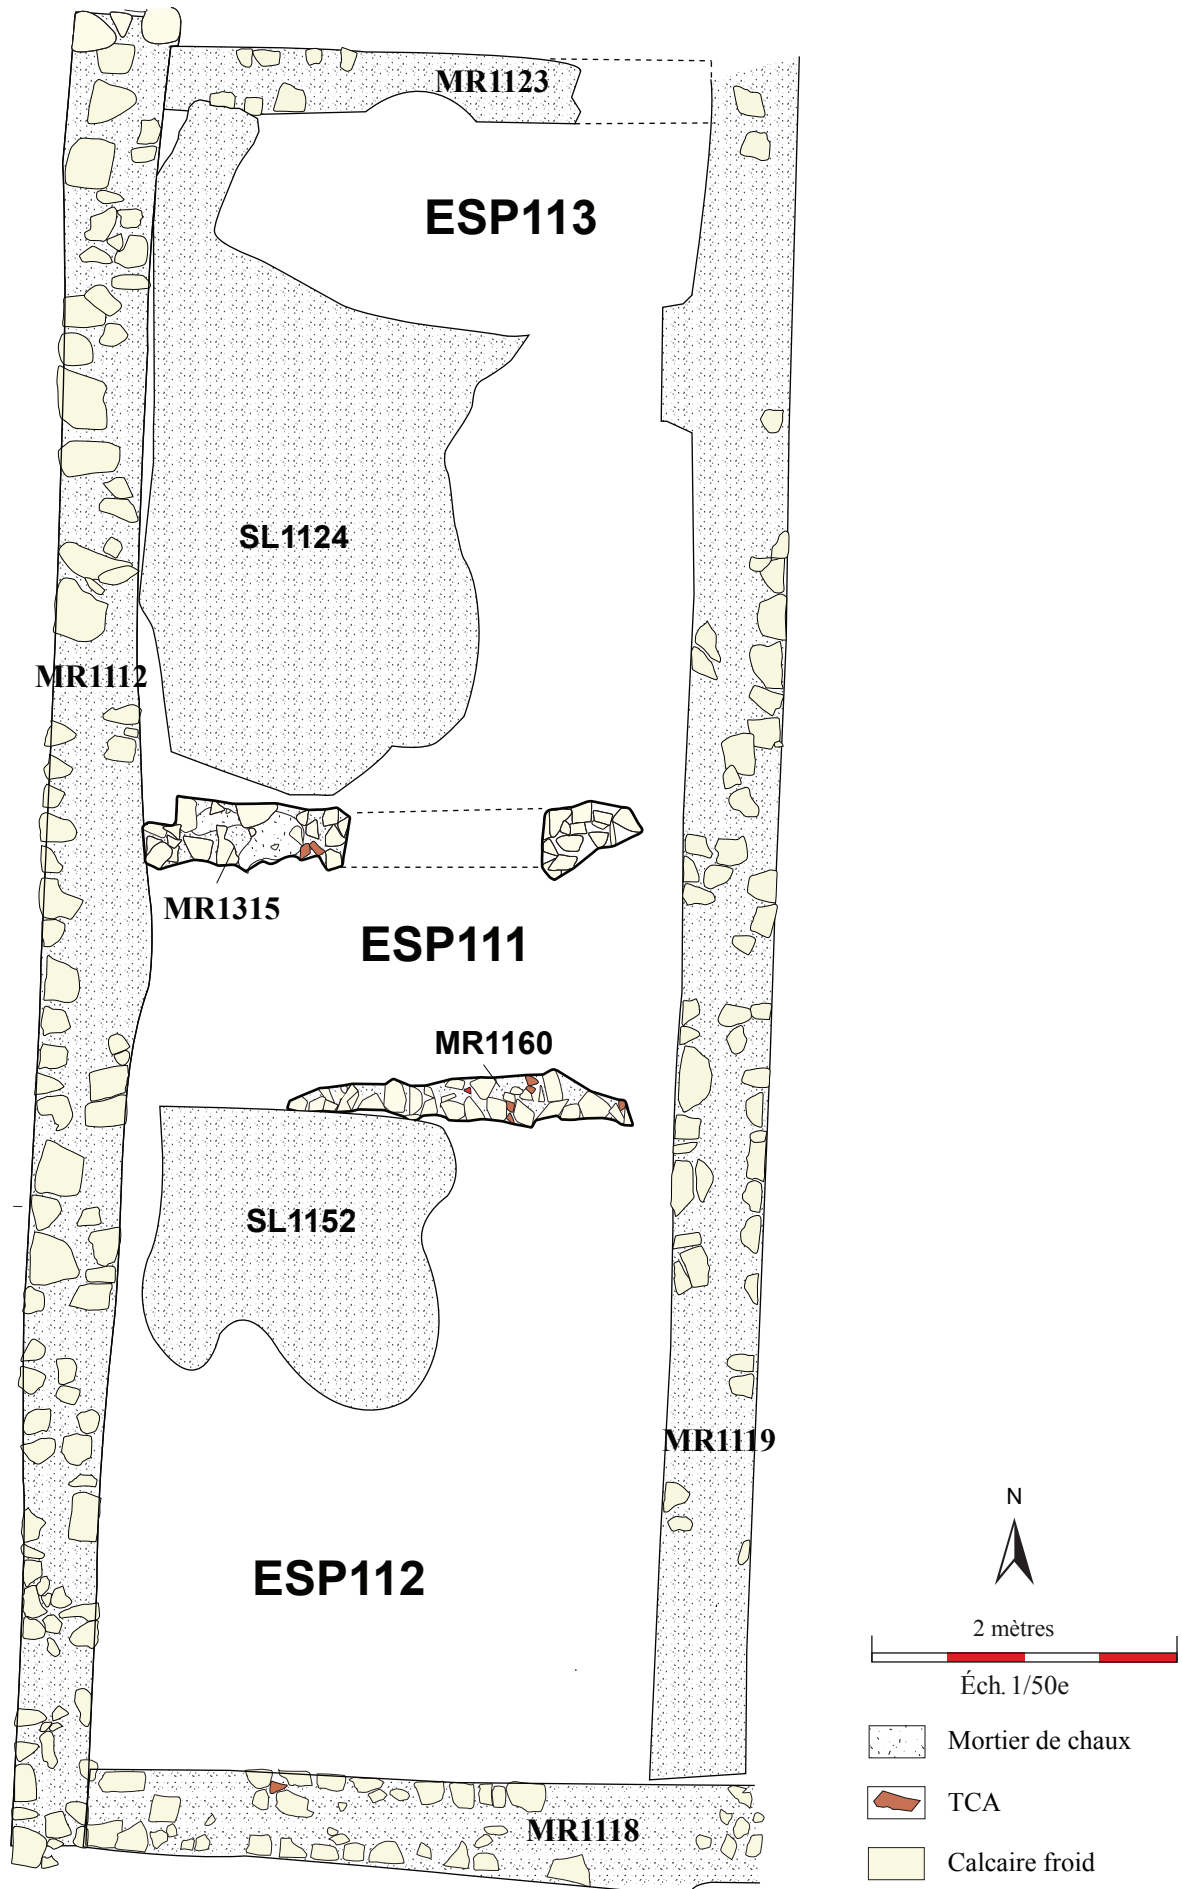 MR1123
ESP113
SL1124
MR1112
MR1315
ESP111
MR1160
SL1152
MR1119
ESP112
MR1118
N
2 mètres
Éch. 1/50e
Mortier de chaux
TCA
Calcaire froid